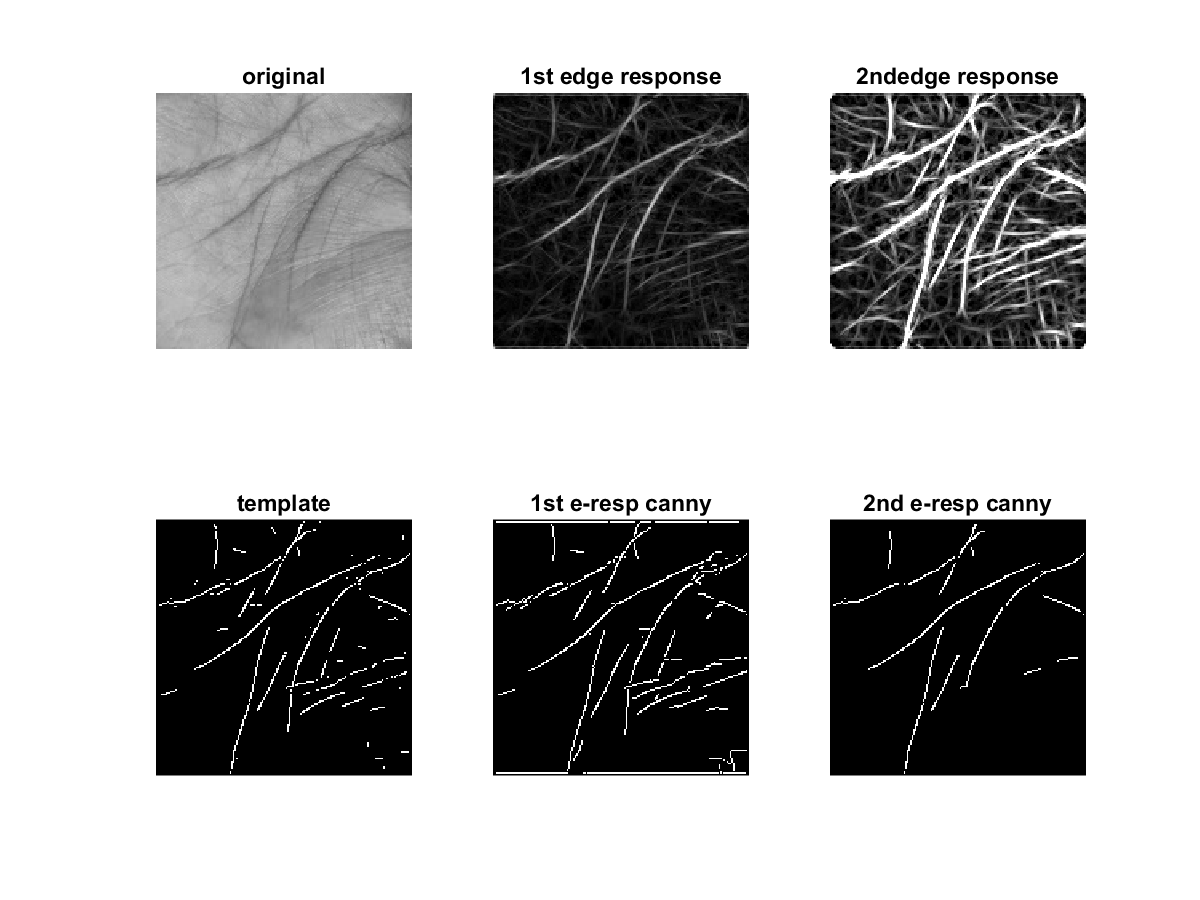 original
1st edge response
2ndedge response
template
1st e-resp canny
2nd e-resp canny